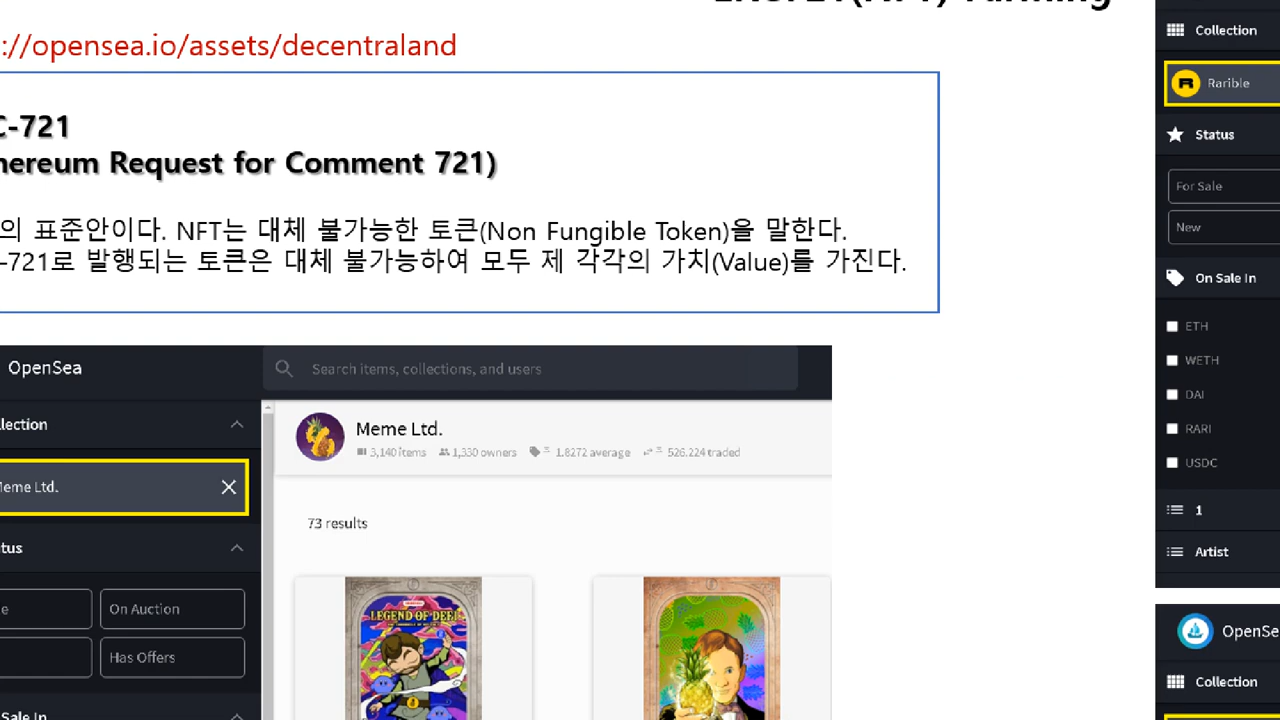 ://opensea.io/assets/decentraland
C-721
hereum Request for Comment 721)
의 표준안이다. NFT는 대체 불가능한 토큰(Non Fungible Token)을 말한다.
-721로 발행되는 토큰은 대체 불가능하여 모두 제 각각의 가치(Value)를 가진다.
OpenSea
Search items, collections, and users
llection
Meme Ltd.
tus
e
On Auction
Has Offers
Sale In
Meme Ltd.
3,140 items
1,330 owners
1.8272 average
526.224 traded
73 results
LEGEND OF DEFI
Collection
Rarible
Status
For Sale
New
On Sale In
ETH
WETH
DAI
RARI
USDC
1
Artist
OpenSe
Collection